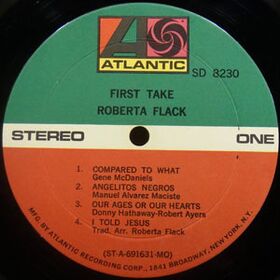 ATLANTIC
SD 8230
FIRST TAKE
ROBERTA FLACK
STEREO
ONE
1. COMPARED TO WHAT
Gene McDaniels
2. ANGELITOS NEGROS
Manuel Alvarez Maciste
3. OUR AGES OR OUR HEARTS
Donny Hathaway-Robert Ayers
4. I TOLD JESUS
Trad. Arr. Roberta Flack
(ST-A-691631-MO)
MFG. BY ATLANTIC RECORDING CORP., 1841 BROADWAY, NEW YORK, N.Y.